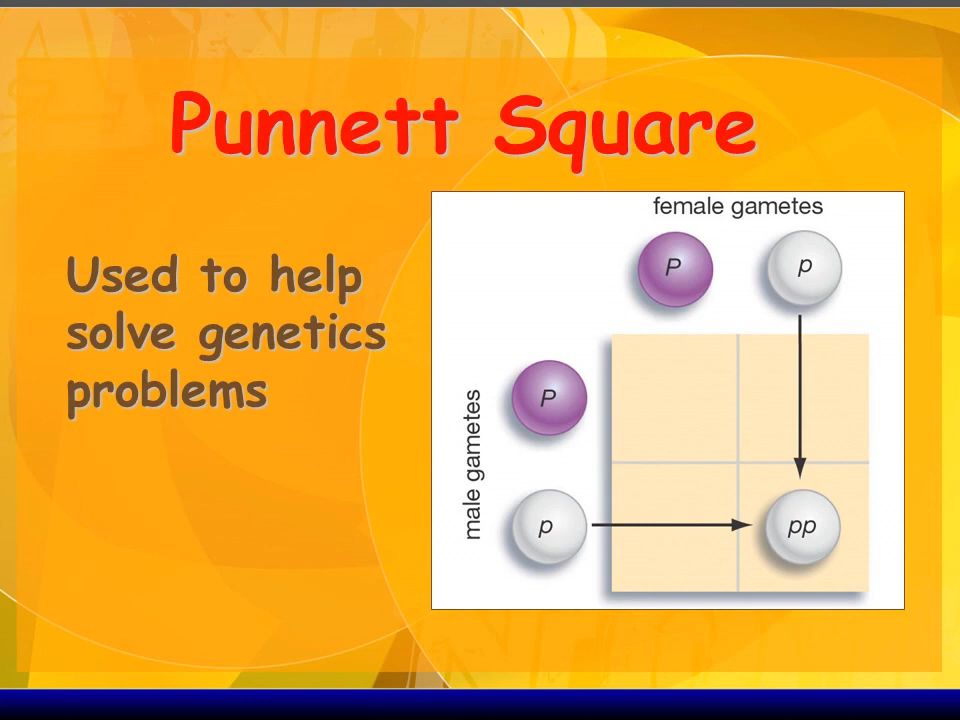 Punnett Square
Used to help
solve genetics
problems
female gametes
P p
male gametes
P
p pp